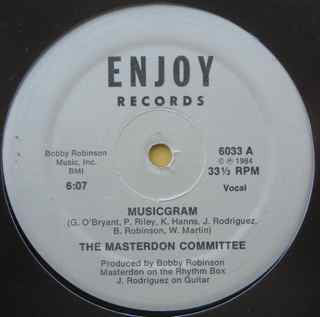 ENJOY
RECORDS
Bobby Robinson
Music, Inc.
BMI
6:07
6033 A
© ℗ 1984
33⅓ RPM
Vocal
MUSICGRAM
(G. O'Bryant, P. Riley, K. Hanns, J. Rodriguez,
B. Robinson, W. Martin)
THE MASTERDON COMMITTEE
Produced by Bobby Robinson
Masterdon on the Rhythm Box
J. Rodriguez on Guitar